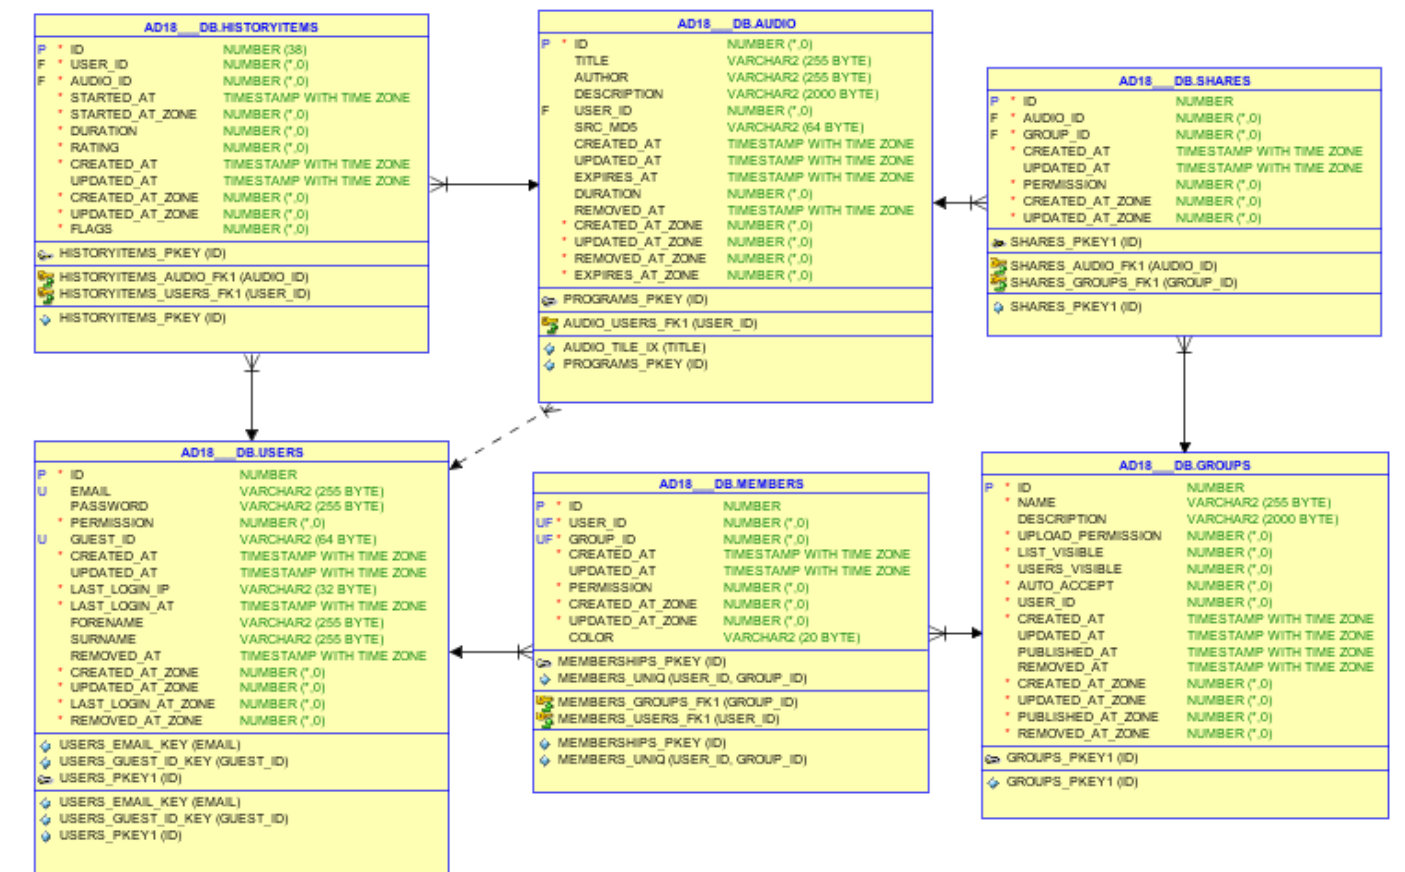 AD18___DB.HISTORYITEMS
P * ID NUMBER (38)
F * USER_ID NUMBER (*,0)
F * AUDIO_ID NUMBER (*,0)
* STARTED_AT TIMESTAMP WITH TIME ZONE
* STARTED_AT_ZONE NUMBER (*,0)
* DURATION NUMBER (*,0)
* RATING NUMBER (*,0)
* CREATED_AT TIMESTAMP WITH TIME ZONE
UPDATED_AT TIMESTAMP WITH TIME ZONE
* CREATED_AT_ZONE NUMBER (*,0)
* UPDATED_AT_ZONE NUMBER (*,0)
* FLAGS NUMBER (*,0)
HISTORYITEMS_PKEY (ID)
HISTORYITEMS_AUDIO_FK1 (AUDIO_ID)
HISTORYITEMS_USERS_FK1 (USER_ID)
HISTORYITEMS_PKEY (ID)
AD18___DB.AUDIO
P * ID NUMBER (*,0)
TITLE VARCHAR2 (255 BYTE)
AUTHOR VARCHAR2 (255 BYTE)
DESCRIPTION VARCHAR2 (2000 BYTE)
F USER_ID NUMBER (*,0)
SRC_MD5 VARCHAR2 (64 BYTE)
CREATED_AT TIMESTAMP WITH TIME ZONE
UPDATED_AT TIMESTAMP WITH TIME ZONE
EXPIRES_AT TIMESTAMP WITH TIME ZONE
DURATION NUMBER (*,0)
REMOVED_AT TIMESTAMP WITH TIME ZONE
* CREATED_AT_ZONE NUMBER (*,0)
* UPDATED_AT_ZONE NUMBER (*,0)
* REMOVED_AT_ZONE NUMBER (*,0)
* EXPIRES_AT_ZONE NUMBER (*,0)
PROGRAMS_PKEY (ID)
AUDIO_USERS_FK1 (USER_ID)
AUDIO_TILE_IX (TITLE)
PROGRAMS_PKEY (ID)
AD18___DB.SHARES
P * ID NUMBER
F * AUDIO_ID NUMBER (*,0)
F * GROUP_ID NUMBER (*,0)
* CREATED_AT TIMESTAMP WITH TIME ZONE
UPDATED_AT TIMESTAMP WITH TIME ZONE
* PERMISSION NUMBER (*,0)
* CREATED_AT_ZONE NUMBER (*,0)
* UPDATED_AT_ZONE NUMBER (*,0)
SHARES_PKEY1 (ID)
SHARES_AUDIO_FK1 (AUDIO_ID)
SHARES_GROUPS_FK1 (GROUP_ID)
SHARES_PKEY1 (ID)
AD18___DB.USERS
P * ID NUMBER
U EMAIL VARCHAR2 (255 BYTE)
PASSWORD VARCHAR2 (255 BYTE)
* PERMISSION NUMBER (*,0)
U * GUEST_ID VARCHAR2 (64 BYTE)
* CREATED_AT TIMESTAMP WITH TIME ZONE
UPDATED_AT TIMESTAMP WITH TIME ZONE
* LAST_LOGIN_IP VARCHAR2 (32 BYTE)
* LAST_LOGIN_AT TIMESTAMP WITH TIME ZONE
FORENAME VARCHAR2 (255 BYTE)
SURNAME VARCHAR2 (255 BYTE)
REMOVED_AT TIMESTAMP WITH TIME ZONE
* CREATED_AT_ZONE NUMBER (*,0)
* UPDATED_AT_ZONE NUMBER (*,0)
* LAST_LOGIN_AT_ZONE NUMBER (*,0)
* REMOVED_AT_ZONE NUMBER (*,0)
USERS_EMAIL_KEY (EMAIL)
USERS_GUEST_ID_KEY (GUEST_ID)
USERS_PKEY1 (ID)
USERS_EMAIL_KEY (EMAIL)
USERS_GUEST_ID_KEY (GUEST_ID)
USERS_PKEY1 (ID)
AD18___DB.MEMBERS
P * ID NUMBER
UF * USER_ID NUMBER (*,0)
UF * GROUP_ID NUMBER (*,0)
* CREATED_AT TIMESTAMP WITH TIME ZONE
UPDATED_AT TIMESTAMP WITH TIME ZONE
* PERMISSION NUMBER (*,0)
* CREATED_AT_ZONE NUMBER (*,0)
* UPDATED_AT_ZONE NUMBER (*,0)
COLOR VARCHAR2 (20 BYTE)
MEMBERSHIPS_PKEY (ID)
MEMBERS_UNIQ (USER_ID, GROUP_ID)
MEMBERS_GROUPS_FK1 (GROUP_ID)
MEMBERS_USERS_FK1 (USER_ID)
MEMBERSHIPS_PKEY (ID)
MEMBERS_UNIQ (USER_ID, GROUP_ID)
AD18___DB.GROUPS
P * ID NUMBER
* NAME VARCHAR2 (255 BYTE)
DESCRIPTION VARCHAR2 (2000 BYTE)
* UPLOAD_PERMISSION NUMBER (*,0)
* LIST_VISIBLE NUMBER (*,0)
* USERS_VISIBLE NUMBER (*,0)
* AUTO_ACCEPT NUMBER (*,0)
* USER_ID NUMBER (*,0)
* CREATED_AT TIMESTAMP WITH TIME ZONE
UPDATED_AT TIMESTAMP WITH TIME ZONE
PUBLISHED_AT TIMESTAMP WITH TIME ZONE
REMOVED_AT TIMESTAMP WITH TIME ZONE
* CREATED_AT_ZONE NUMBER (*,0)
* UPDATED_AT_ZONE NUMBER (*,0)
* PUBLISHED_AT_ZONE NUMBER (*,0)
* REMOVED_AT_ZONE NUMBER (*,0)
GROUPS_PKEY1 (ID)
GROUPS_PKEY1 (ID)